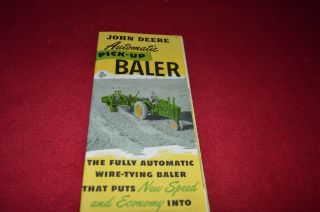 JOHN DEERE
Automatic
PICK-UP
BALER
THE FULLY AUTOMATIC
WIRE-TYING BALER
THAT PUTS New Speed
and Economy INTO